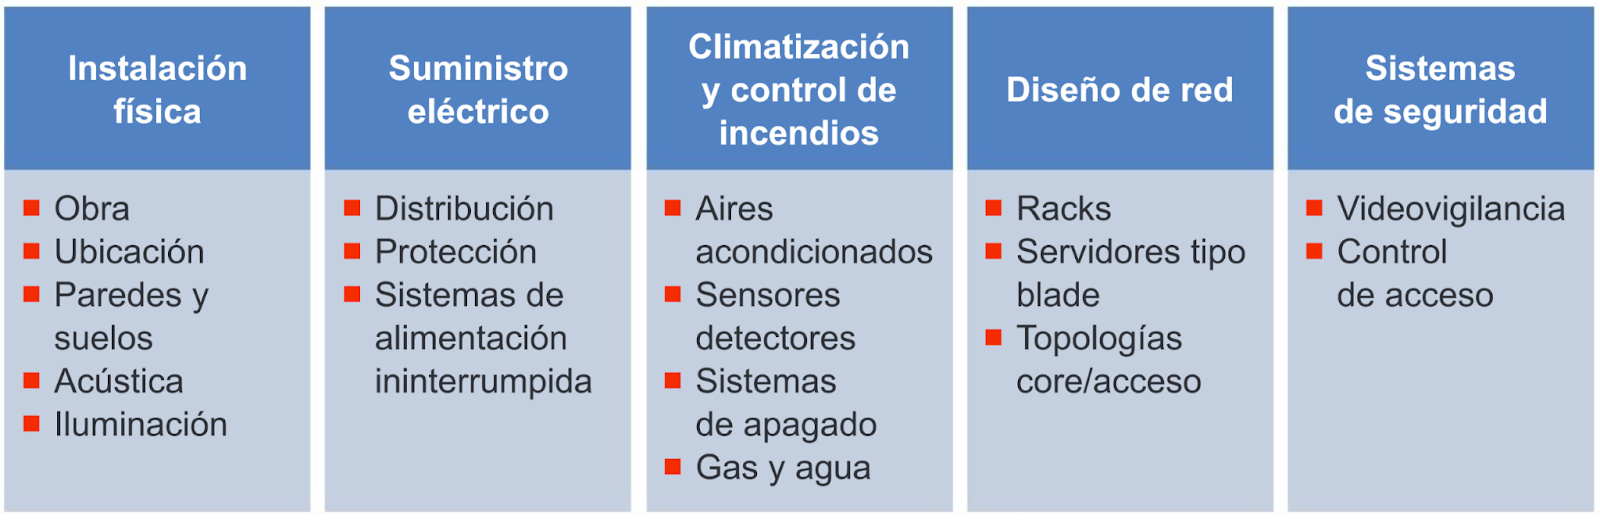 Instalación
física
Obra
Ubicación
Paredes y
suelos
Acústica
Iluminación
Suministro
eléctrico
Distribución
Protección
Sistemas de
alimentación
ininterrumpida
Climatización
y control de
incendios
Aires
acondicionados
Sensores
detectores
Sistemas
de apagado
Gas y agua
Diseño de red
Racks
Servidores tipo
blade
Topologías
core/acceso
Sistemas
de seguridad
Videovigilancia
Control
de acceso